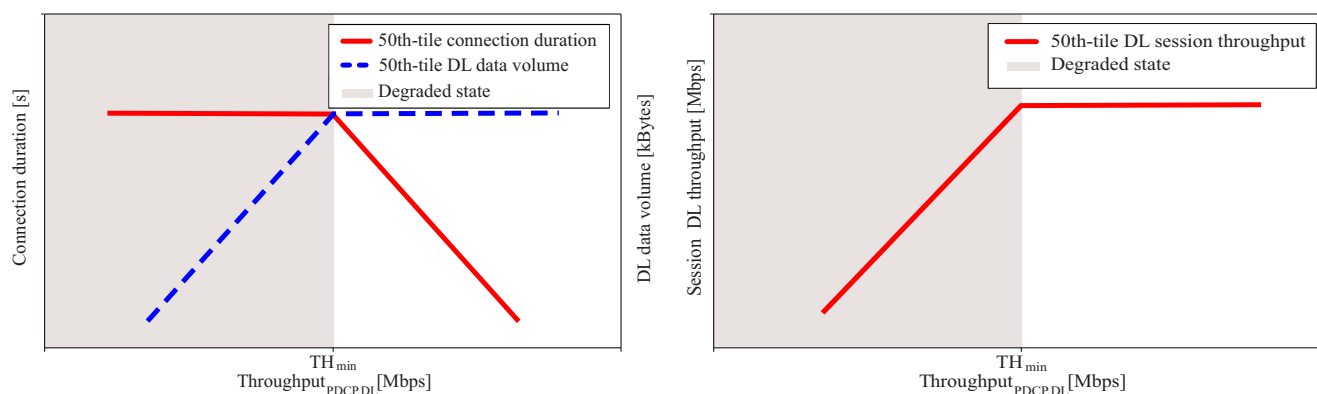 Connection duration [s]
50th-tile connection duration
50th-tile DL data volume
Degraded state
DL data volume [kBytes]
TH min
Throughput PDCP,DL [Mbps]
Session DL throughput [Mbps]
50th-tile DL session throughput
Degraded state
TH min
Throughput PDCP,DL [Mbps]